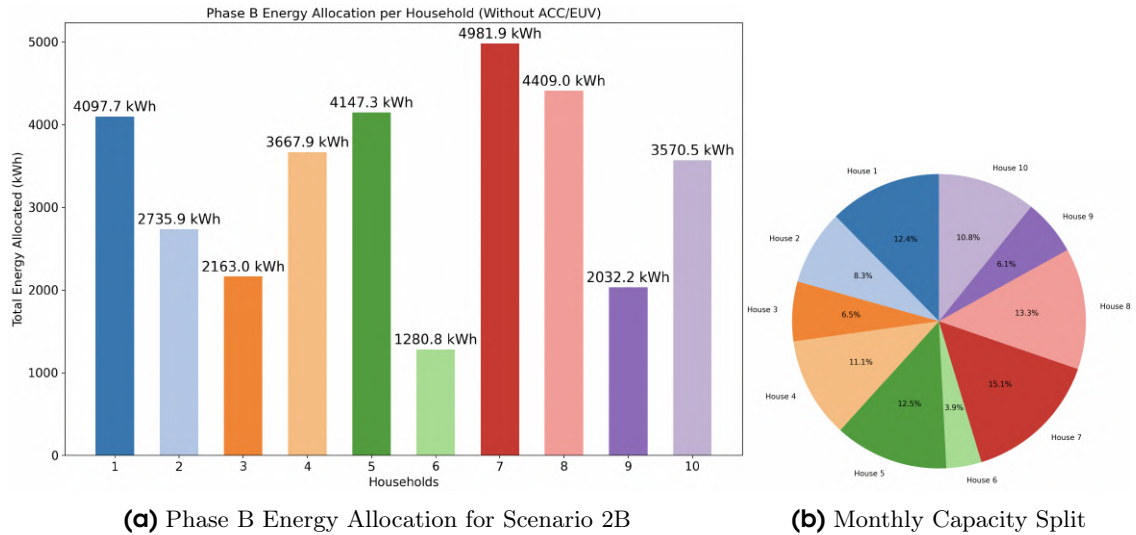 Phase B Energy Allocation per Household (Without ACC/EUV)
Total Energy Allocated (kWh)
5000
4000
3000
2000
1000
0
4097.7 kWh
2735.9 kWh
2163.0 kWh
3667.9 kWh
4147.3 kWh
1280.8 kWh
4981.9 kWh
4409.0 kWh
2032.2 kWh
3570.5 kWh
1 2 3 4 5 6 7 8 9 10
Households
(a) Phase B Energy Allocation for Scenario 2B
House 1
12.4%
House 2
8.3%
House 3
6.5%
House 4
11.1%
House 5
12.5%
House 6
3.9%
House 7
15.1%
House 8
13.3%
House 9
6.1%
House 10
10.8%
(b) Monthly Capacity Split